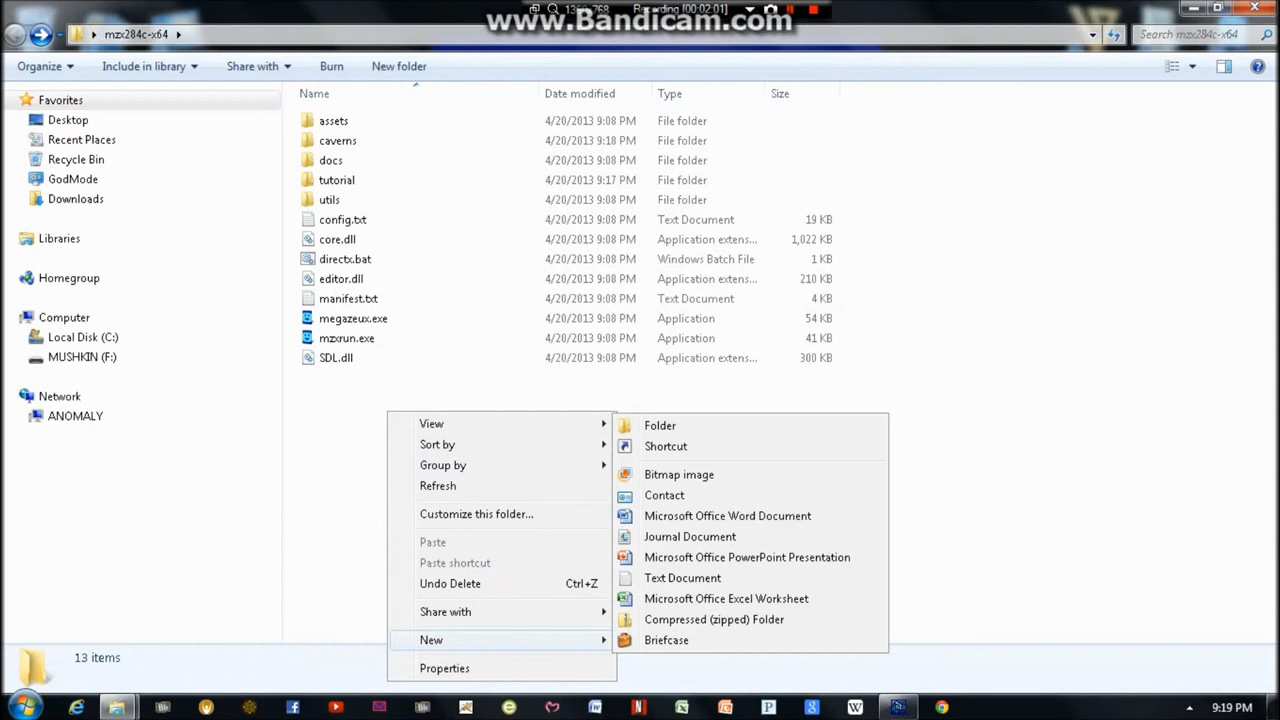 1360x768
Recording [00:02:01]
www.Bandicam.com
mzx284c-x64
Search mzx284c-x64
Organize
Include in library
Share with
Burn
New folder
Name
Date modified
Type
Size
Favorites
Desktop
Recent Places
Recycle Bin
GodMode
Downloads
Libraries
Homegroup
Computer
Local Disk (C:)
MUSHKIN (F:)
Network
ANOMALY
assets 4/20/2013 9:08 PM File folder
caverns 4/20/2013 9:18 PM File folder
docs 4/20/2013 9:08 PM File folder
tutorial 4/20/2013 9:17 PM File folder
utils 4/20/2013 9:08 PM File folder
config.txt 4/20/2013 9:08 PM Text Document 19 KB
core.dll 4/20/2013 9:08 PM Application extens... 1,022 KB
directx.bat 4/20/2013 9:08 PM Windows Batch File 1 KB
editor.dll 4/20/2013 9:08 PM Application extens... 210 KB
manifest.txt 4/20/2013 9:08 PM Text Document 4 KB
megazeux.exe 4/20/2013 9:08 PM Application 54 KB
mzxrun.exe 4/20/2013 9:08 PM Application 41 KB
SDL.dll 4/20/2013 9:08 PM Application extens... 300 KB
View
Sort by
Group by
Refresh
Customize this folder...
Paste
Paste shortcut
Undo Delete Ctrl+Z
Share with
New
Properties
Folder
Shortcut
Bitmap image
Contact
Microsoft Office Word Document
Journal Document
Microsoft Office PowerPoint Presentation
Text Document
Microsoft Office Excel Worksheet
Compressed (zipped) Folder
Briefcase
13 items
9:19 PM